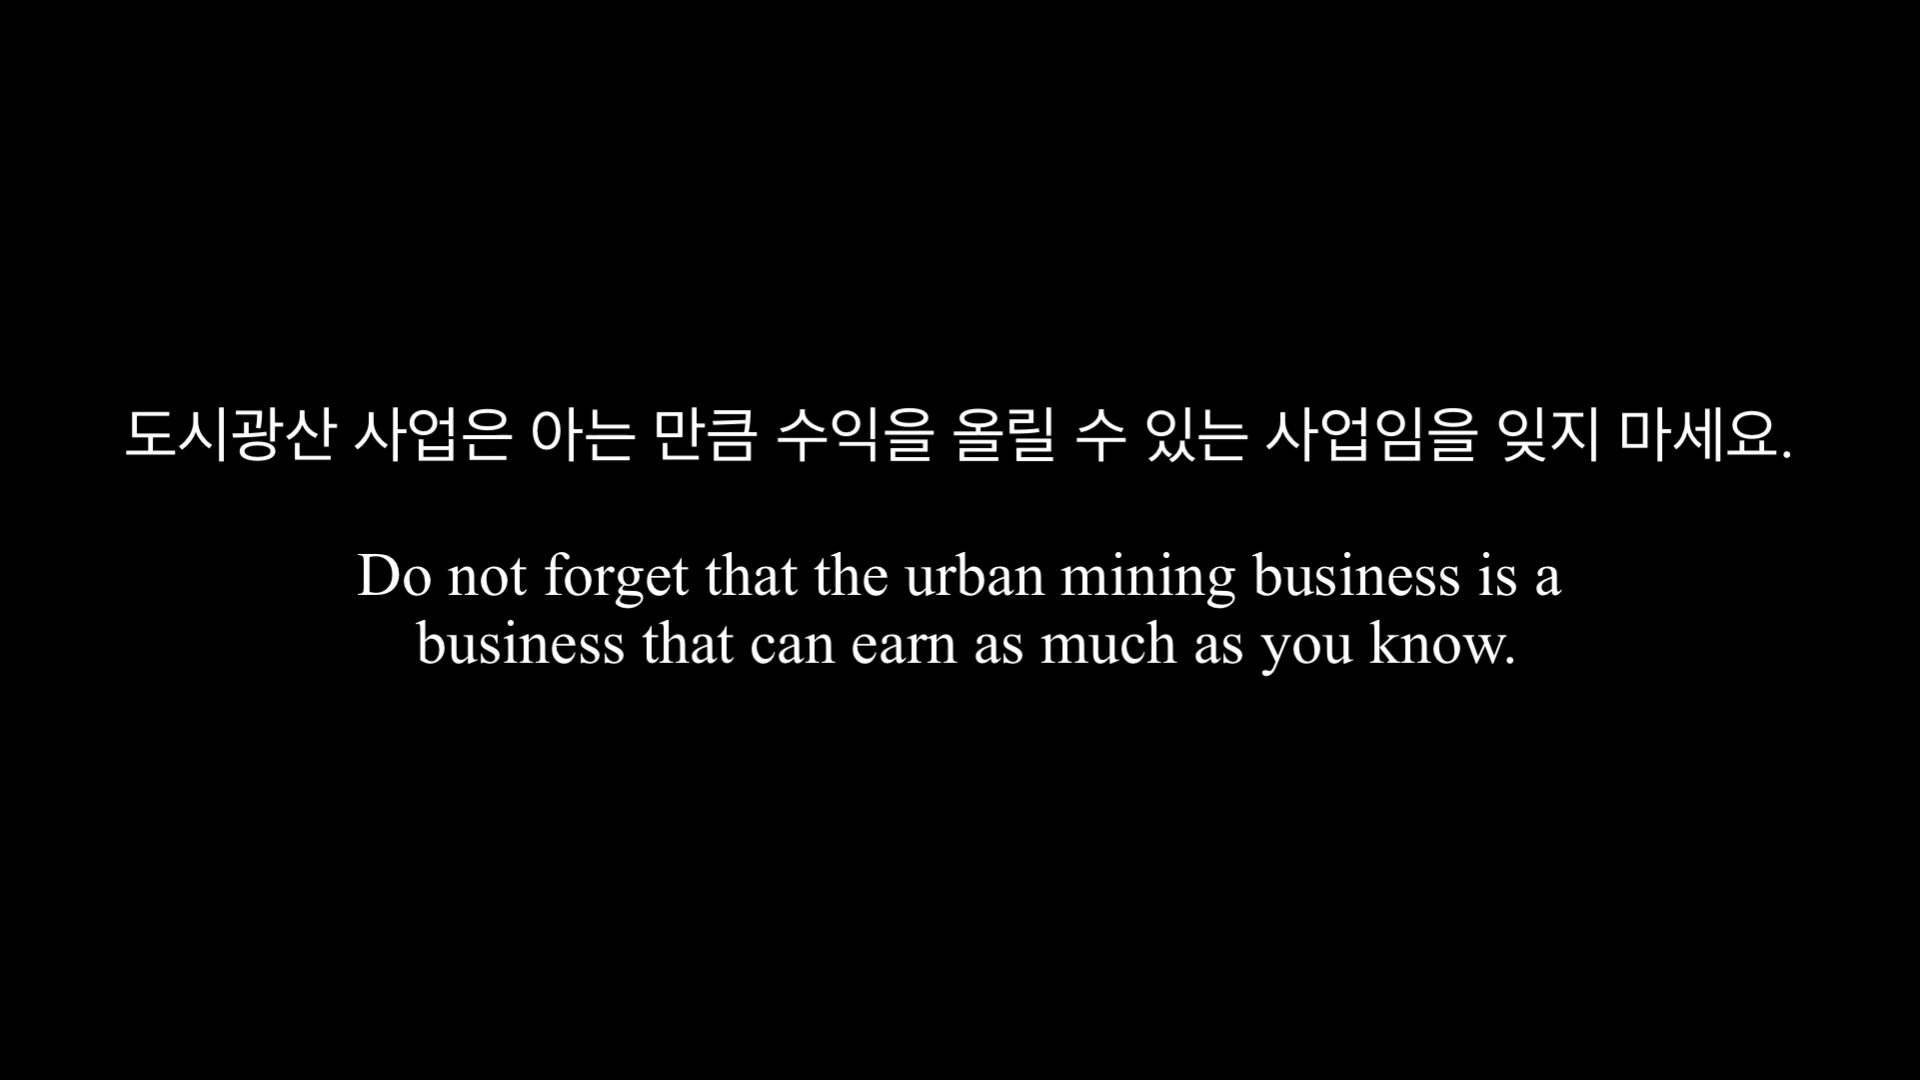 도시광산 사업은 아는 만큼 수익을 올릴 수 있는 사업임을 잊지 마세요.
Do not forget that the urban mining business is a
business that can earn as much as you know.